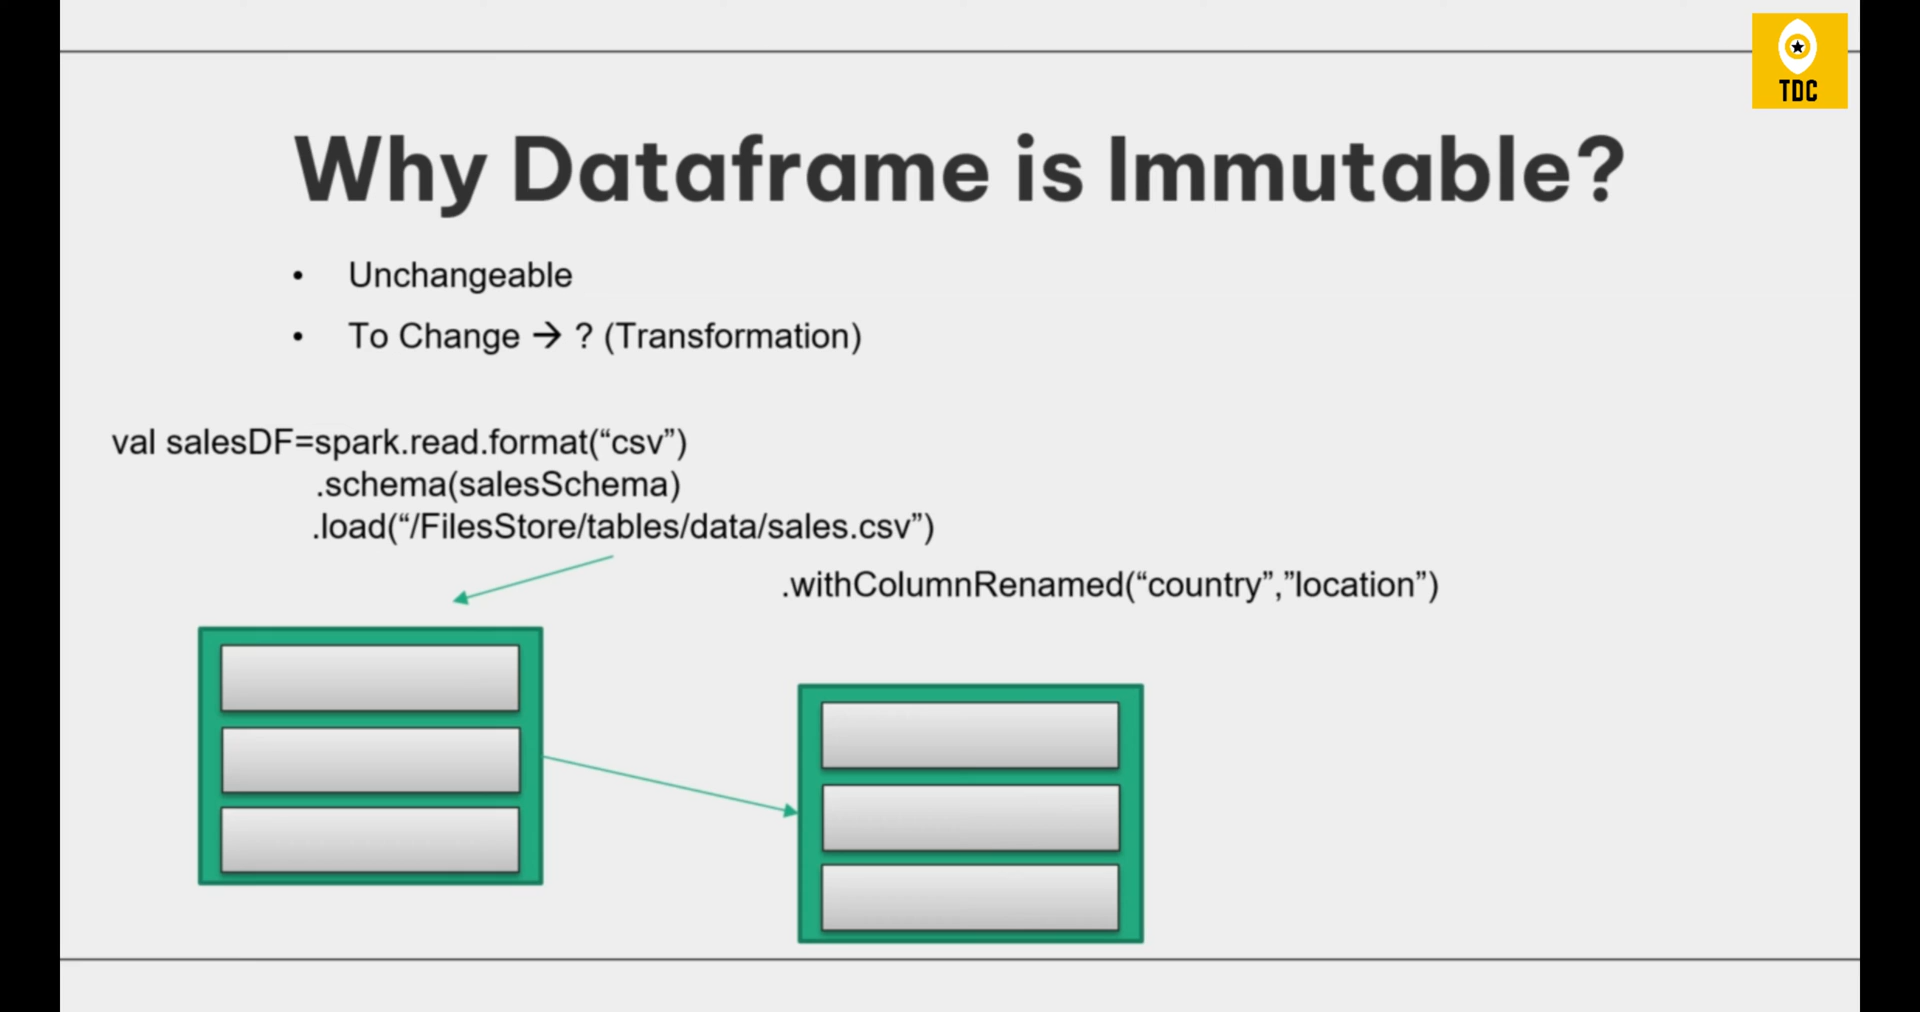 TDC
Why Dataframe is Immutable?
• Unchangeable
• To Change → ? (Transformation)
val salesDF=spark.read.format(“csv”)
.schema(salesSchema)
.load(“/FilesStore/tables/data/sales.csv”)
.withColumnRenamed(“country”,”location”)